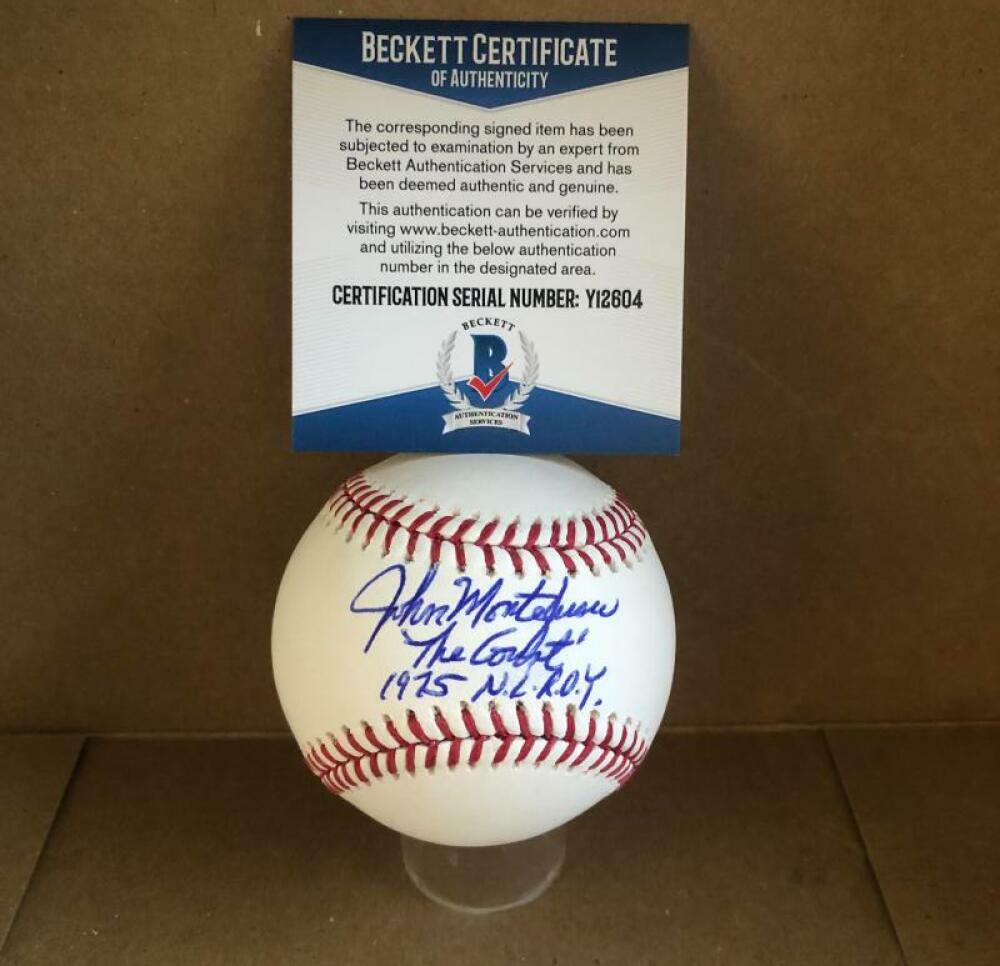 BECKETT CERTIFICATE
OF AUTHENTICITY
The corresponding signed item has been
subjected to examination by an expert from
Beckett Authentication Services and has
been deemed authentic and genuine.
This authentication can be verified by
visiting www.beckett-authentication.com
and utilizing the below authentication
number in the designated area.
CERTIFICATION SERIAL NUMBER: Y12604
BECKETT
B
AUTHENTICATION
SERVICES
John Montefusco
"The Count"
1975 N.L.R.O.Y.